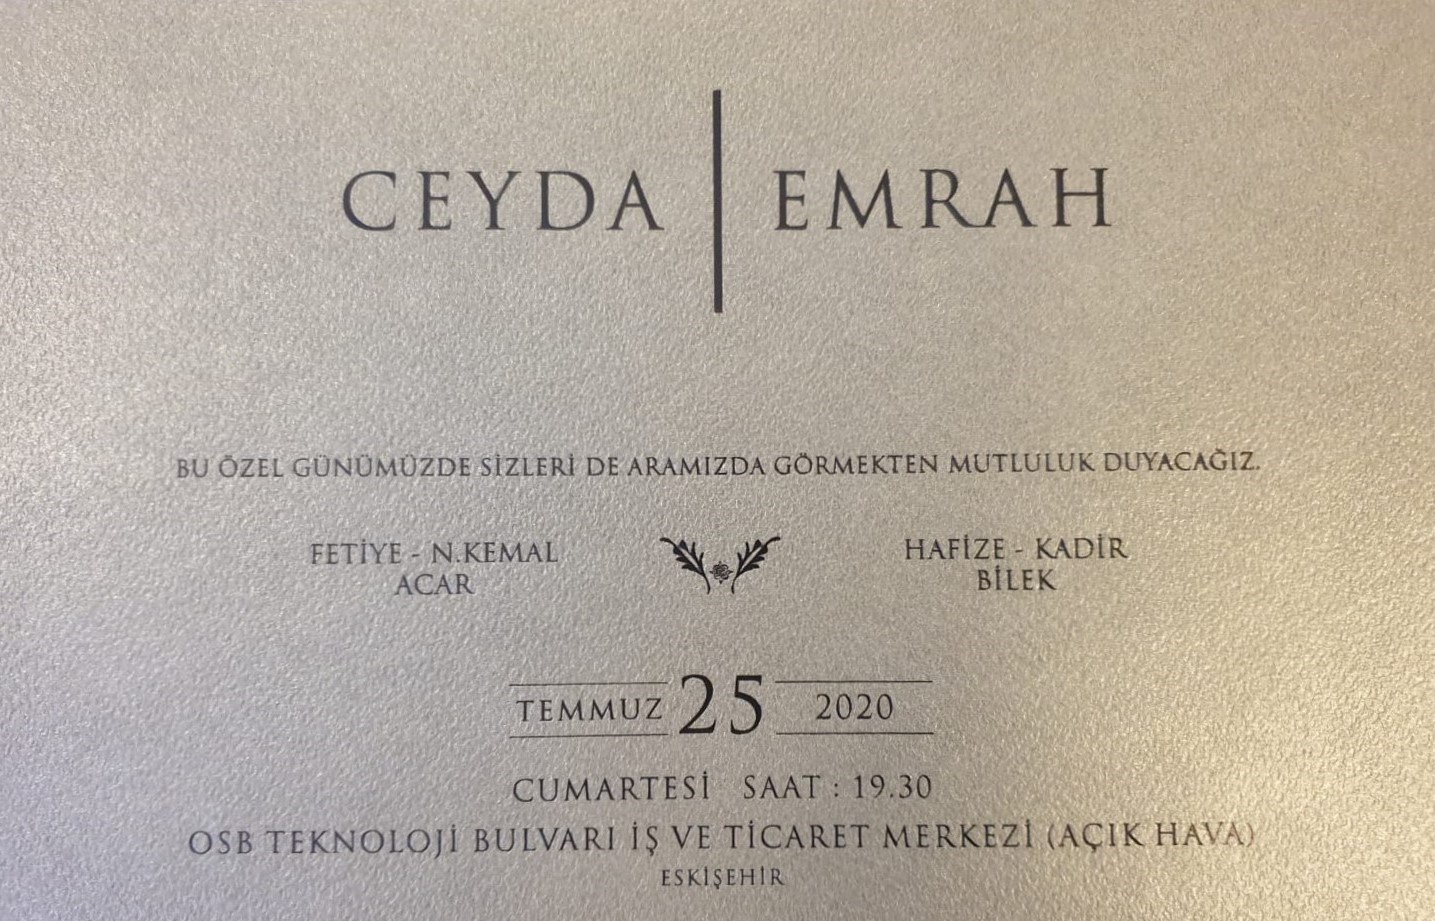 CEYDA | EMRAH
BU ÖZEL GÜNÜMÜZDE SİZLERİ DE ARAMIZDA GÖRMEKTEN MUTLULUK DUYACAĞIZ.
FETİYE - N.KEMAL
ACAR
HAFİZE - KADİR
BİLEK
TEMMUZ 25 2020
CUMARTESİ SAAT : 19.30
OSB TEKNOLOJİ BULVARI İŞ VE TİCARET MERKEZİ (AÇIK HAVA)
ESKİŞEHİR